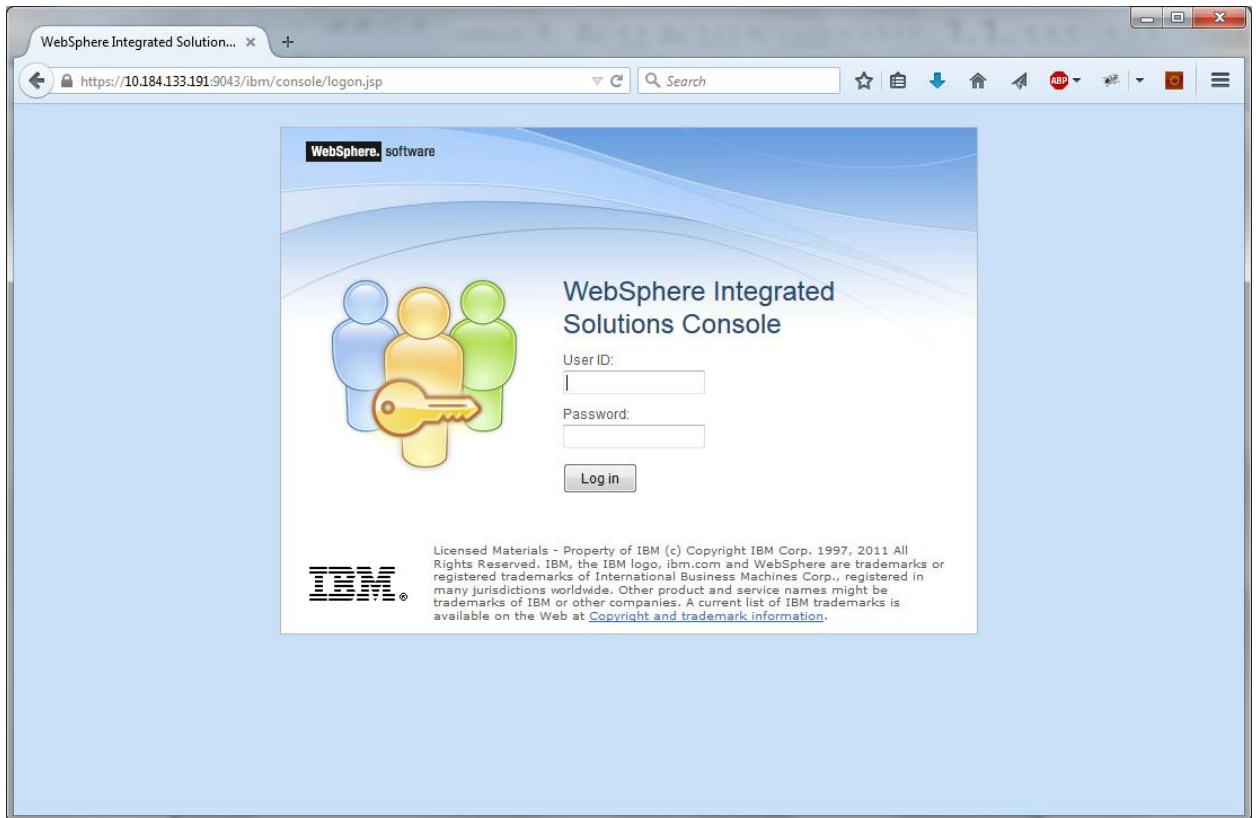 WebSphere Integrated Solution...
https://10.184.133.191:9043/ibm/console/logon.jsp
Search
ABP
WebSphere. software
WebSphere Integrated
Solutions Console
User ID:
Password:
Log in
Licensed Materials - Property of IBM (c) Copyright IBM Corp. 1997, 2011 All
Rights Reserved. IBM, the IBM logo, ibm.com and WebSphere are trademarks or
registered trademarks of International Business Machines Corp., registered in
many jurisdictions worldwide. Other product and service names might be
trademarks of IBM or other companies. A current list of IBM trademarks is
available on the Web at Copyright and trademark information.
IBM®